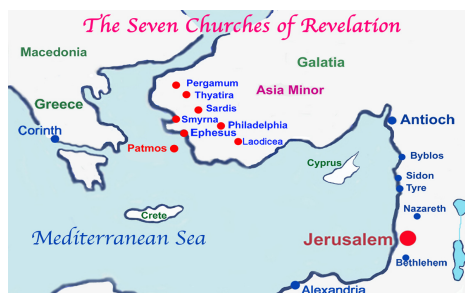 The Seven Churches of Revelation
Macedonia
Galatia
Pergamum
Thyatira
Asia Minor
Greece
Sardis
Smyrna
Philadelphia
Antioch
Corinth
Ephesus
Patmos
Laodicea
Byblos
Cyprus
Sidon
Tyre
Nazareth
Crete
Mediterranean Sea
Jerusalem
Bethlehem
Alexandria